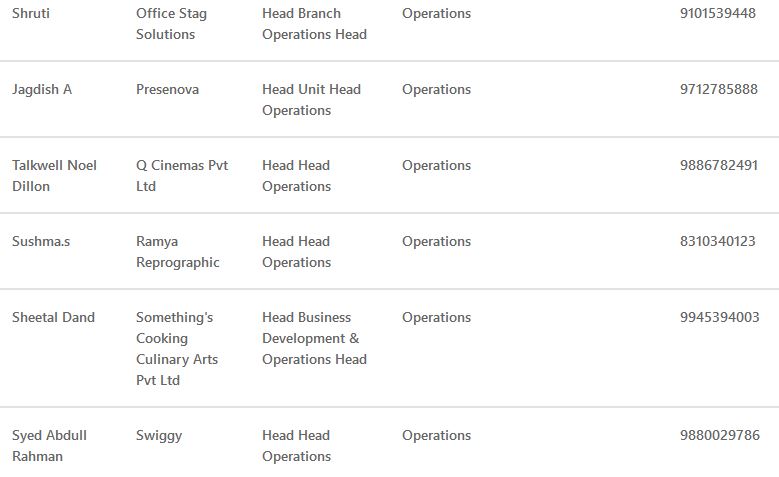 Shruti Office Stag Head Branch Operations 9101539448
Solutions Operations Head
Jagdish A Presenova Head Unit Head Operations 9712785888
Operations
Talkwell Noel Q Cinemas Pvt Head Head Operations 9886782491
Dillon Ltd Operations
Sushma.s Ramya Head Head Operations 8310340123
Reprographic Operations
Sheetal Dand Something's Head Business Operations 9945394003
Cooking Development &
Culinary Arts Operations Head
Pvt Ltd
Syed Abdull Swiggy Head Head Operations 9880029786
Rahman Operations